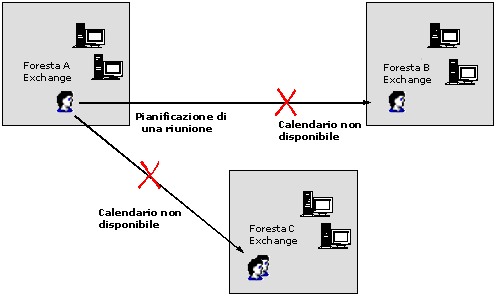 Foresta A
Exchange
Foresta B
Exchange
Pianificazione di
una riunione
Calendario non
disponibile
Calendario non
disponibile
Foresta C
Exchange